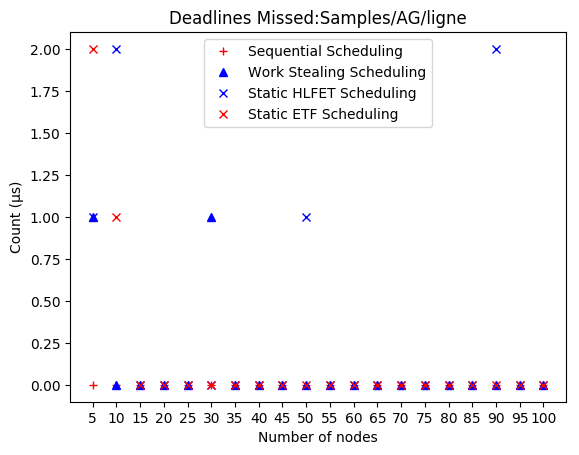 Deadlines Missed:Samples/AG/ligne
2.00
1.75
1.50
1.25
1.00
0.75
0.50
0.25
0.00
Count (µs)
Sequential Scheduling
Work Stealing Scheduling
Static HLFET Scheduling
Static ETF Scheduling
5 10 15 20 25 30 35 40 45 50 55 60 65 70 75 80 85 90 95 100
Number of nodes